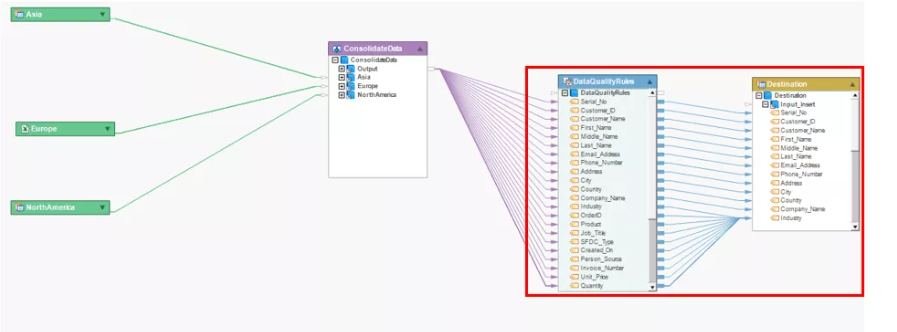 Asia
Europe
NorthAmerica
ConsolidateData
ConsolidateData
Output
Asia
Europe
NorthAmerica
DataQualityRules
DataQualityRules
Serial_No
Customer_ID
Customer_Name
First_Name
Middle_Name
Last_Name
Email_Address
Phone_Number
Address
City
County
Company_Name
Industry
OrderID
Product
Job_Title
SFDC_Type
Created_On
Person_Source
Invoice_Number
Unit_Price
Quantity
Destination
Destination
Input_Insert
Serial_No
Customer_ID
Customer_Name
First_Name
Middle_Name
Last_Name
Email_Address
Phone_Number
Address
City
County
Company_Name
Industry